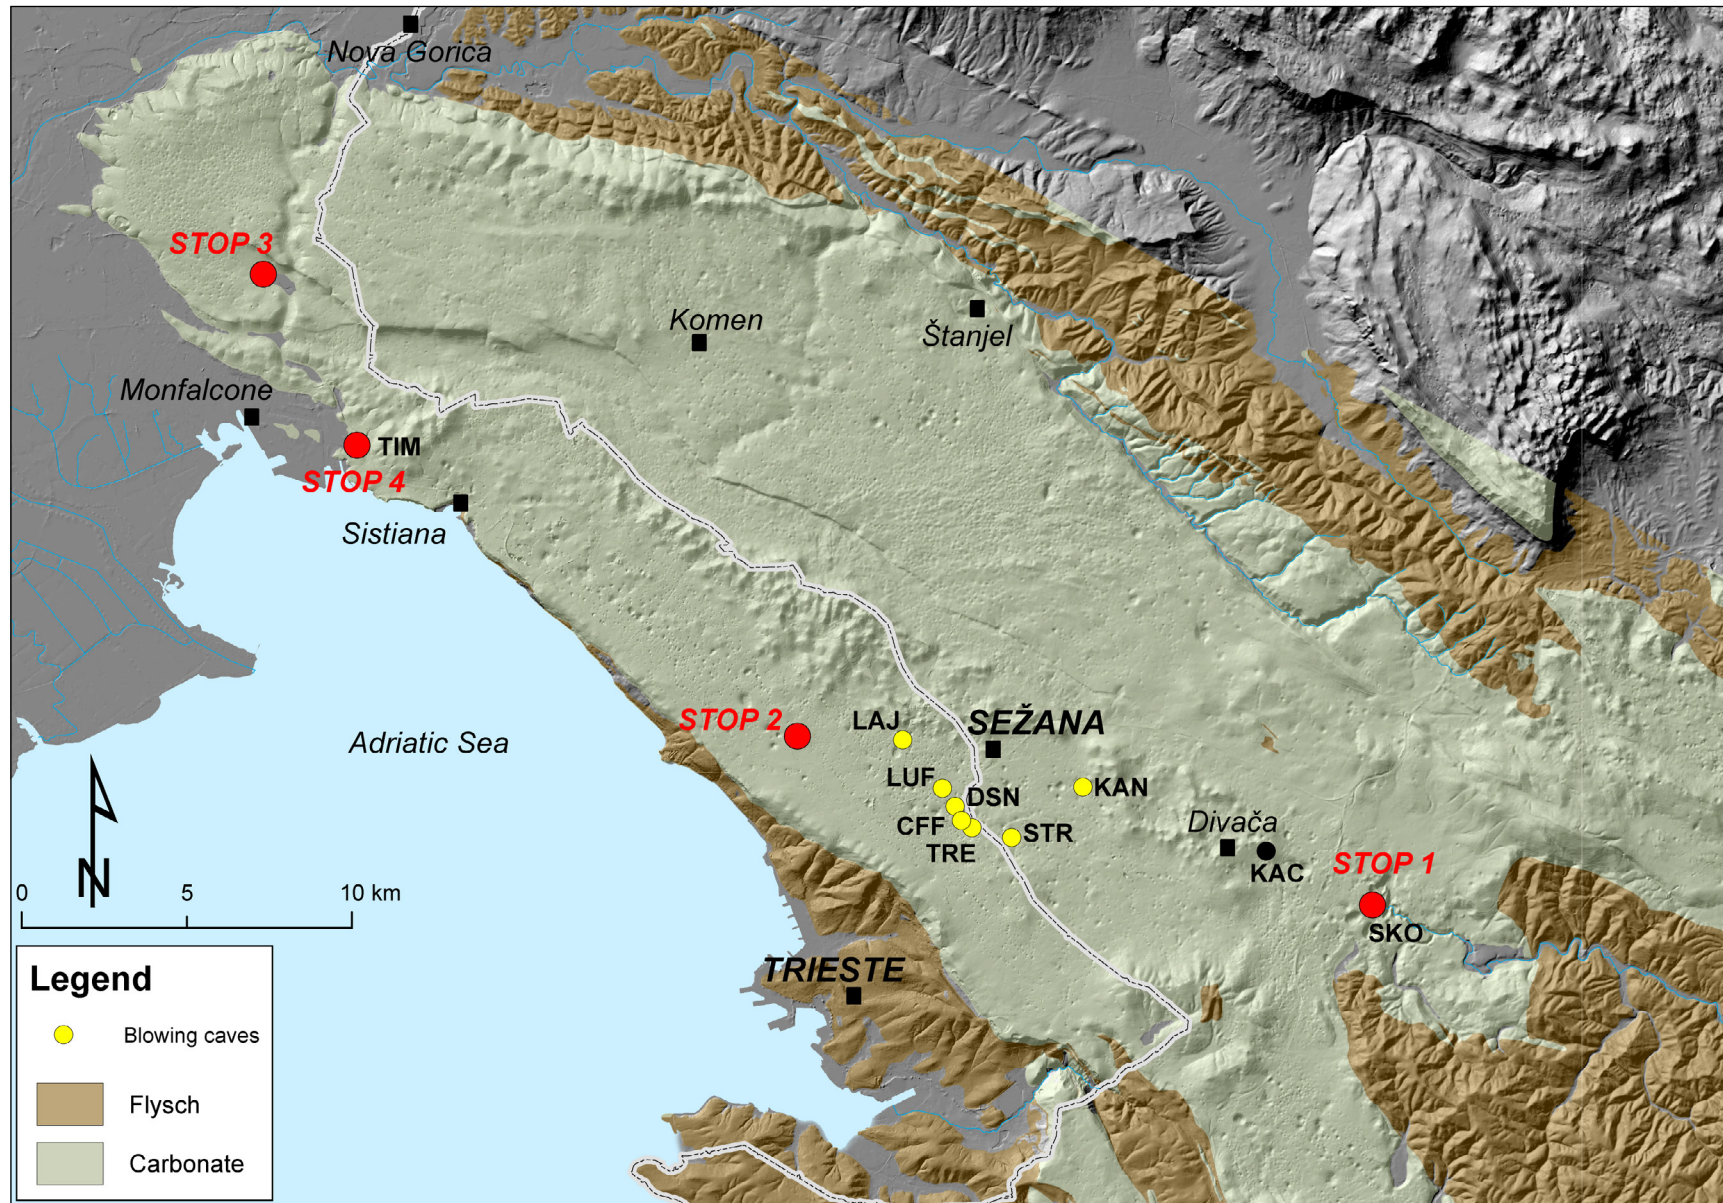 Nova Gorica
STOP 3
Komen
Štanjel
Monfalcone
TIM
STOP 4
Sistiana
STOP 2
LAJ
SEŽANA
Adriatic Sea
LUF
DSN
KAN
CFF
STR
TRE
Divača
KAC
STOP 1
SKO
N
0 5 10 km
TRIESTE
Legend
Blowing caves
Flysch
Carbonate